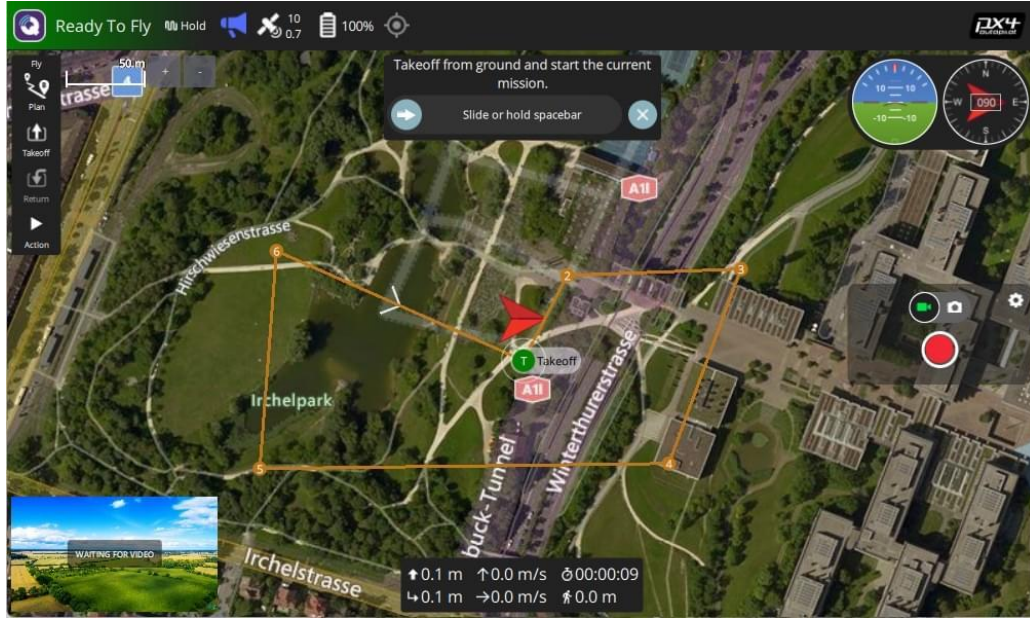 Ready To Fly
Hold
10
0.7
100%
PX4
autopilot
Fly
Plan
Takeoff
Return
Action
50 m
+
-
trasse
Takeoff from ground and start the current
mission.
Slide or hold spacebar
10 10
-10 -10
N
W 090 E
S
A1l
Hirschwiesenstrasse
6
2
3
T Takeoff
A1l
Irchelpark
Winterthurerstrasse
5
4
buck-Tunnel
WAITING FOR VIDEO
Irchelstrasse
0.1 m 0.0 m/s 00:00:09
0.1 m 0.0 m/s 0.0 m